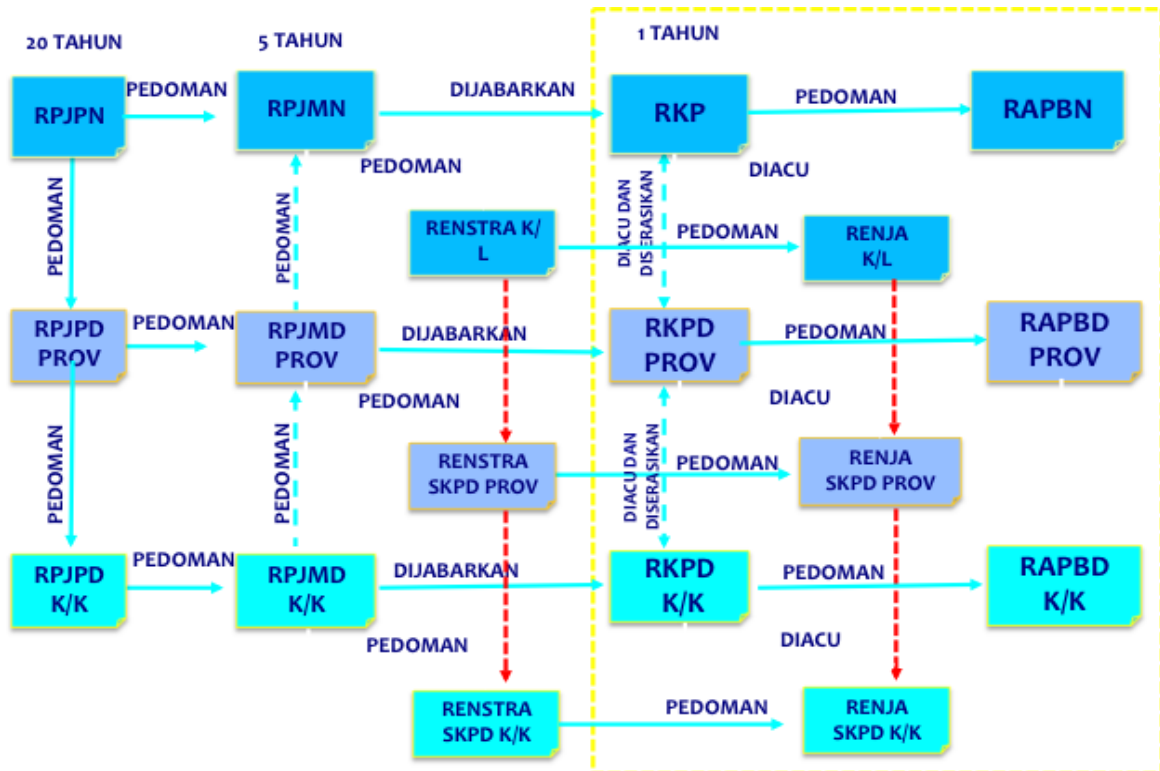 20 TAHUN
5 TAHUN
1 TAHUN
RPJPN
PEDOMAN
RPJMN
DIJABARKAN
RKP
PEDOMAN
RAPBN
PEDOMAN
PEDOMAN
PEDOMAN
DIACU DAN
DISERASIKAN
DIACU
RENSTRA K/
L
PEDOMAN
RENJA
K/L
RPJPD
PROV
PEDOMAN
RPJMD
PROV
DIJABARKAN
RKPD
PROV
PEDOMAN
RAPBD
PROV
PEDOMAN
PEDOMAN
PEDOMAN
DIACU DAN
DISERASIKAN
DIACU
RENSTRA
SKPD PROV
PEDOMAN
RENJA
SKPD PROV
RPJPD
K/K
PEDOMAN
RPJMD
K/K
DIJABARKAN
RKPD
K/K
PEDOMAN
RAPBD
K/K
PEDOMAN
DIACU
RENSTRA
SKPD K/K
PEDOMAN
RENJA
SKPD K/K